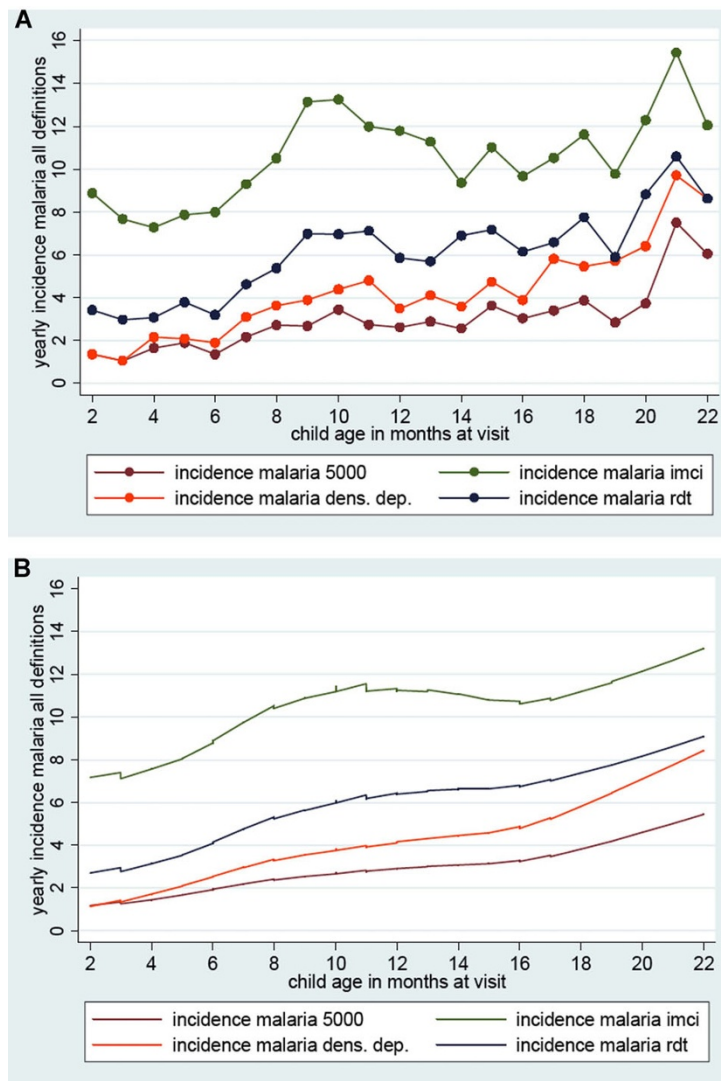 A
yearly incidence malaria all definitions
16
14
12
10
8
6
4
2
0
2 4 6 8 10 12 14 16 18 20 22
child age in months at visit
incidence malaria 5000 incidence malaria imci
incidence malaria dens. dep. incidence malaria rdt
B
yearly incidence malaria all definitions
16
14
12
10
8
6
4
2
0
2 4 6 8 10 12 14 16 18 20 22
child age in months at visit
incidence malaria 5000 incidence malaria imci
incidence malaria dens. dep. incidence malaria rdt